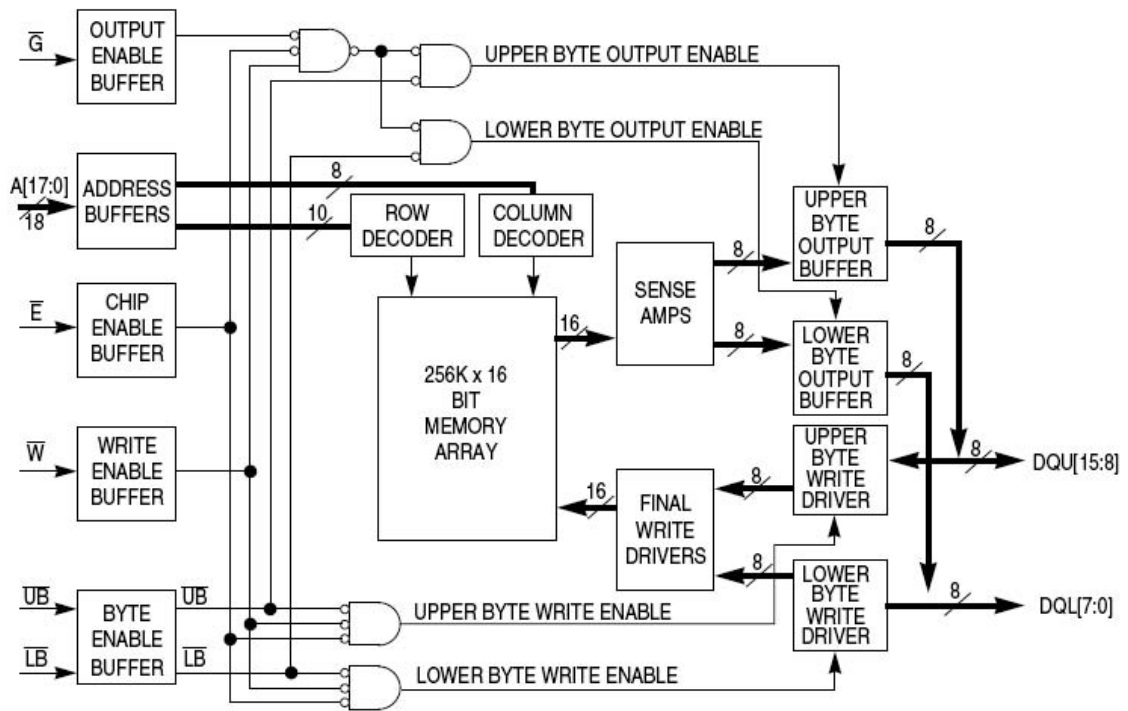 G̅
OUTPUT
ENABLE
BUFFER
UPPER BYTE OUTPUT ENABLE
LOWER BYTE OUTPUT ENABLE
A[17:0]
18
ADDRESS
BUFFERS
8
10
ROW
DECODER
COLUMN
DECODER
UPPER
BYTE
OUTPUT
BUFFER
8
E̅
CHIP
ENABLE
BUFFER
256K x 16
BIT
MEMORY
ARRAY
16
SENSE
AMPS
8
8
LOWER
BYTE
OUTPUT
BUFFER
8
W̅
WRITE
ENABLE
BUFFER
16
FINAL
WRITE
DRIVERS
8
8
UPPER
BYTE
WRITE
DRIVER
8
DQU[15:8]
U̅B̅
L̅B̅
BYTE
ENABLE
BUFFER
U̅B̅
L̅B̅
UPPER BYTE WRITE ENABLE
LOWER BYTE WRITE ENABLE
LOWER
BYTE
WRITE
DRIVER
8
DQL[7:0]